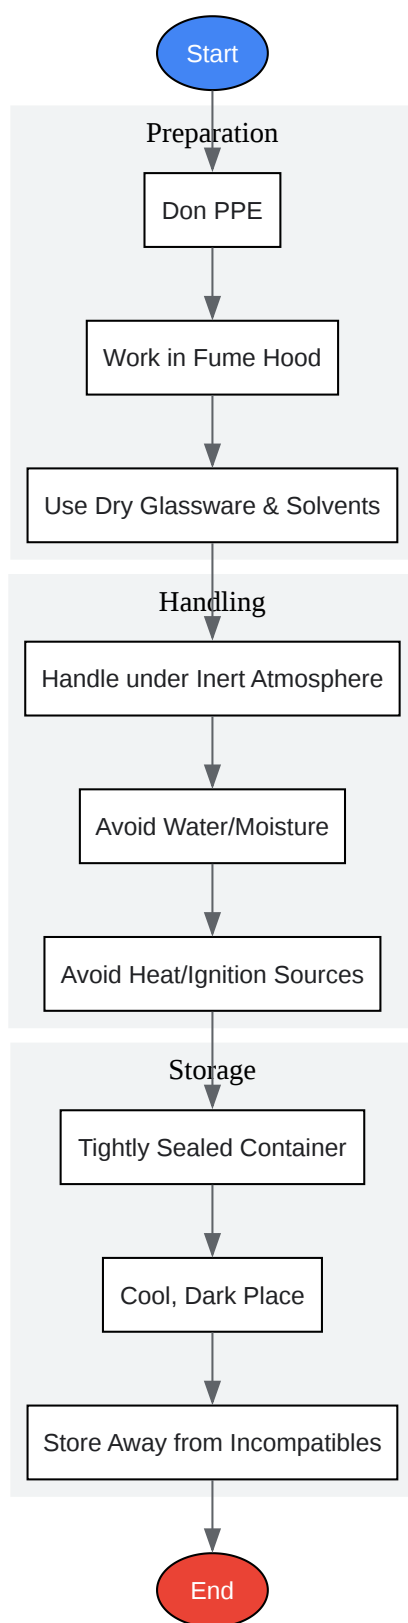 Start
Preparation
Don PPE
Work in Fume Hood
Use Dry Glassware & Solvents
Handling
Handle under Inert Atmosphere
Avoid Water/Moisture
Avoid Heat/Ignition Sources
Storage
Tightly Sealed Container
Cool, Dark Place
Store Away from Incompatibles
End